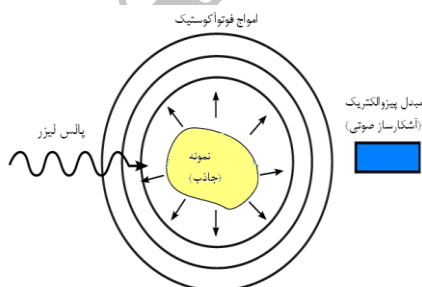 امواج فوتوآکوستیک
مبدل پیزوالکتریک
(آشکارساز صوتی)
پالس لیزر
نمونه
(جاذب)